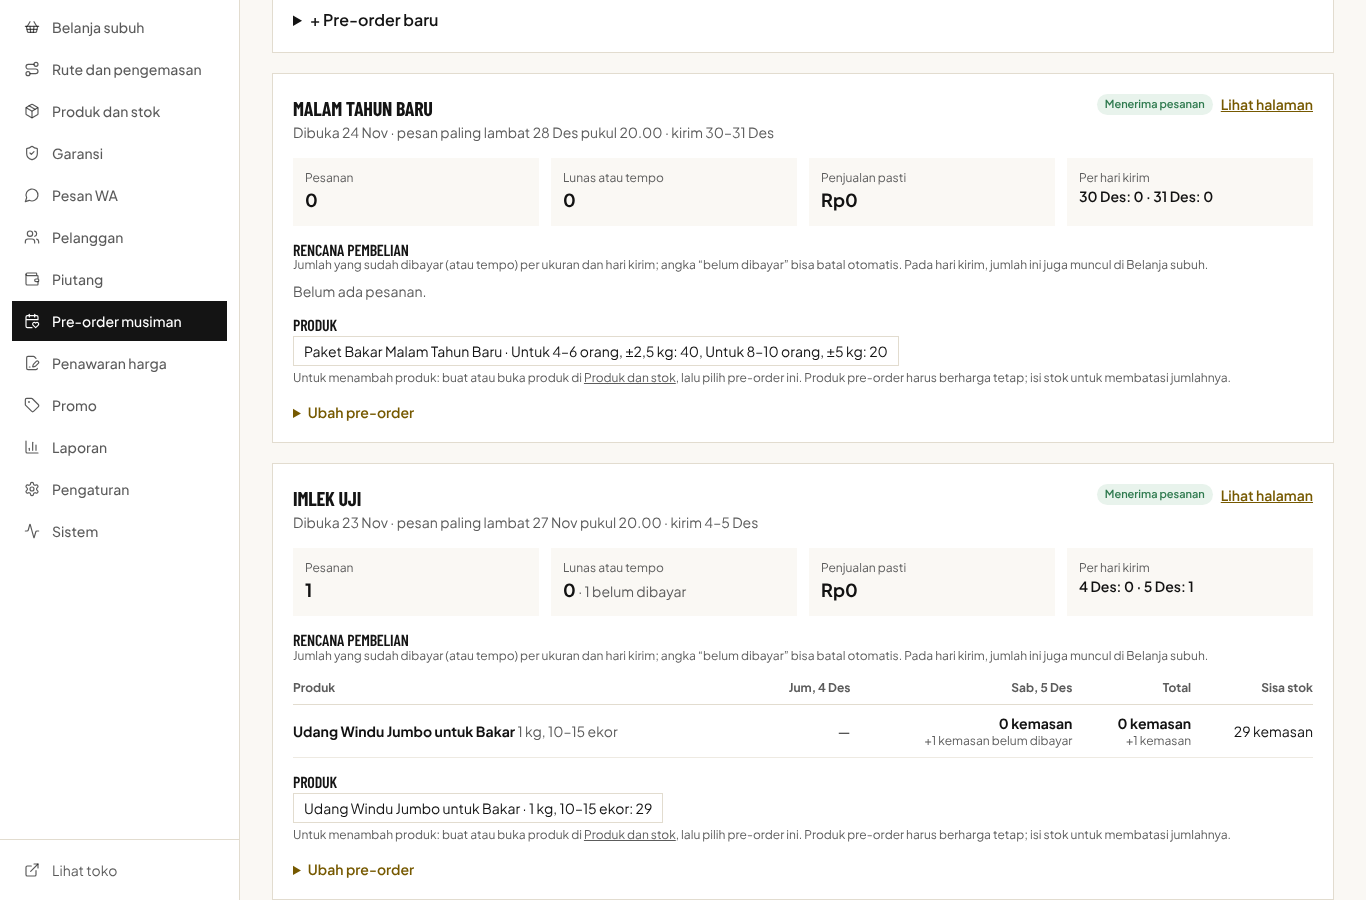 Belanja subuh
Rute dan pengemasan
Produk dan stok
Garansi
Pesan WA
Pelanggan
Piutang
Pre-order musiman
Penawaran harga
Promo
Laporan
Pengaturan
Sistem
Lihat toko
+ Pre-order baru
MALAM TAHUN BARU
Menerima pesanan Lihat halaman
Dibuka 24 Nov · pesan paling lambat 28 Des pukul 20.00 · kirim 30–31 Des
Pesanan
0
Lunas atau tempo
0
Penjualan pasti
Rp0
Per hari kirim
30 Des: 0 · 31 Des: 0
RENCANA PEMBELIAN
Jumlah yang sudah dibayar (atau tempo) per ukuran dan hari kirim; angka “belum dibayar” bisa batal otomatis. Pada hari kirim, jumlah ini juga muncul di Belanja subuh.
Belum ada pesanan.
PRODUK
Paket Bakar Malam Tahun Baru · Untuk 4–6 orang, ±2,5 kg: 40, Untuk 8–10 orang, ±5 kg: 20
Untuk menambah produk: buat atau buka produk di Produk dan stok, lalu pilih pre-order ini. Produk pre-order harus berharga tetap; isi stok untuk membatasi jumlahnya.
Ubah pre-order
IMLEK UJI
Menerima pesanan Lihat halaman
Dibuka 23 Nov · pesan paling lambat 27 Nov pukul 20.00 · kirim 4–5 Des
Pesanan
1
Lunas atau tempo
0 · 1 belum dibayar
Penjualan pasti
Rp0
Per hari kirim
4 Des: 0 · 5 Des: 1
RENCANA PEMBELIAN
Jumlah yang sudah dibayar (atau tempo) per ukuran dan hari kirim; angka “belum dibayar” bisa batal otomatis. Pada hari kirim, jumlah ini juga muncul di Belanja subuh.
Produk Jum, 4 Des Sab, 5 Des Total Sisa stok
Udang Windu Jumbo untuk Bakar 1 kg, 10–15 ekor — 0 kemasan 0 kemasan 29 kemasan
+1 kemasan belum dibayar +1 kemasan
PRODUK
Udang Windu Jumbo untuk Bakar · 1 kg, 10–15 ekor: 29
Untuk menambah produk: buat atau buka produk di Produk dan stok, lalu pilih pre-order ini. Produk pre-order harus berharga tetap; isi stok untuk membatasi jumlahnya.
Ubah pre-order